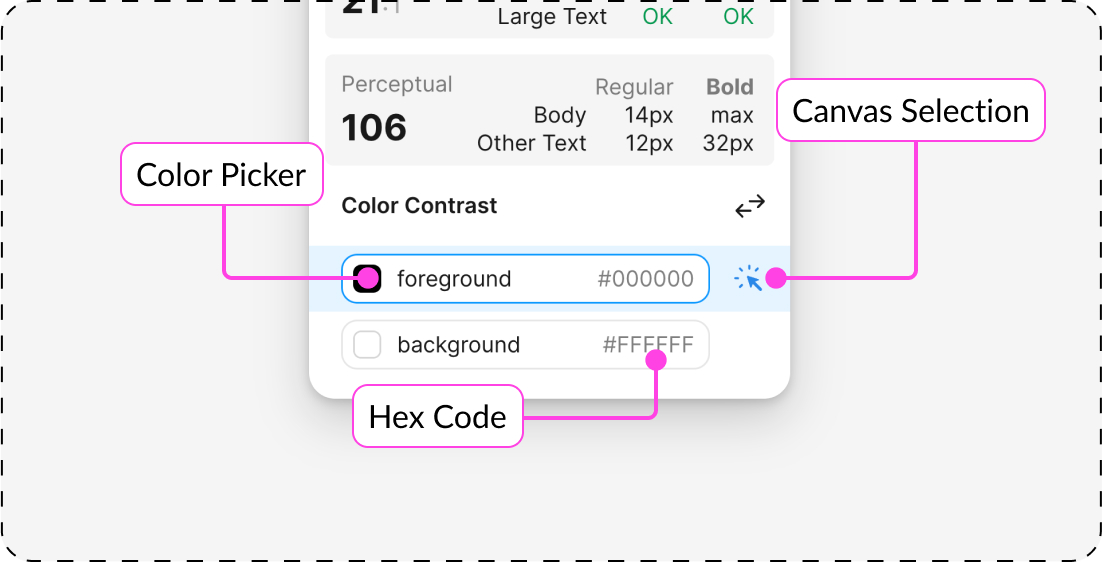 Large Text OK OK
Perceptual Regular Bold
106 Body 14px max
Other Text 12px 32px
Canvas Selection
Color Picker
Color Contrast
foreground #000000
background #FFFFFF
Hex Code